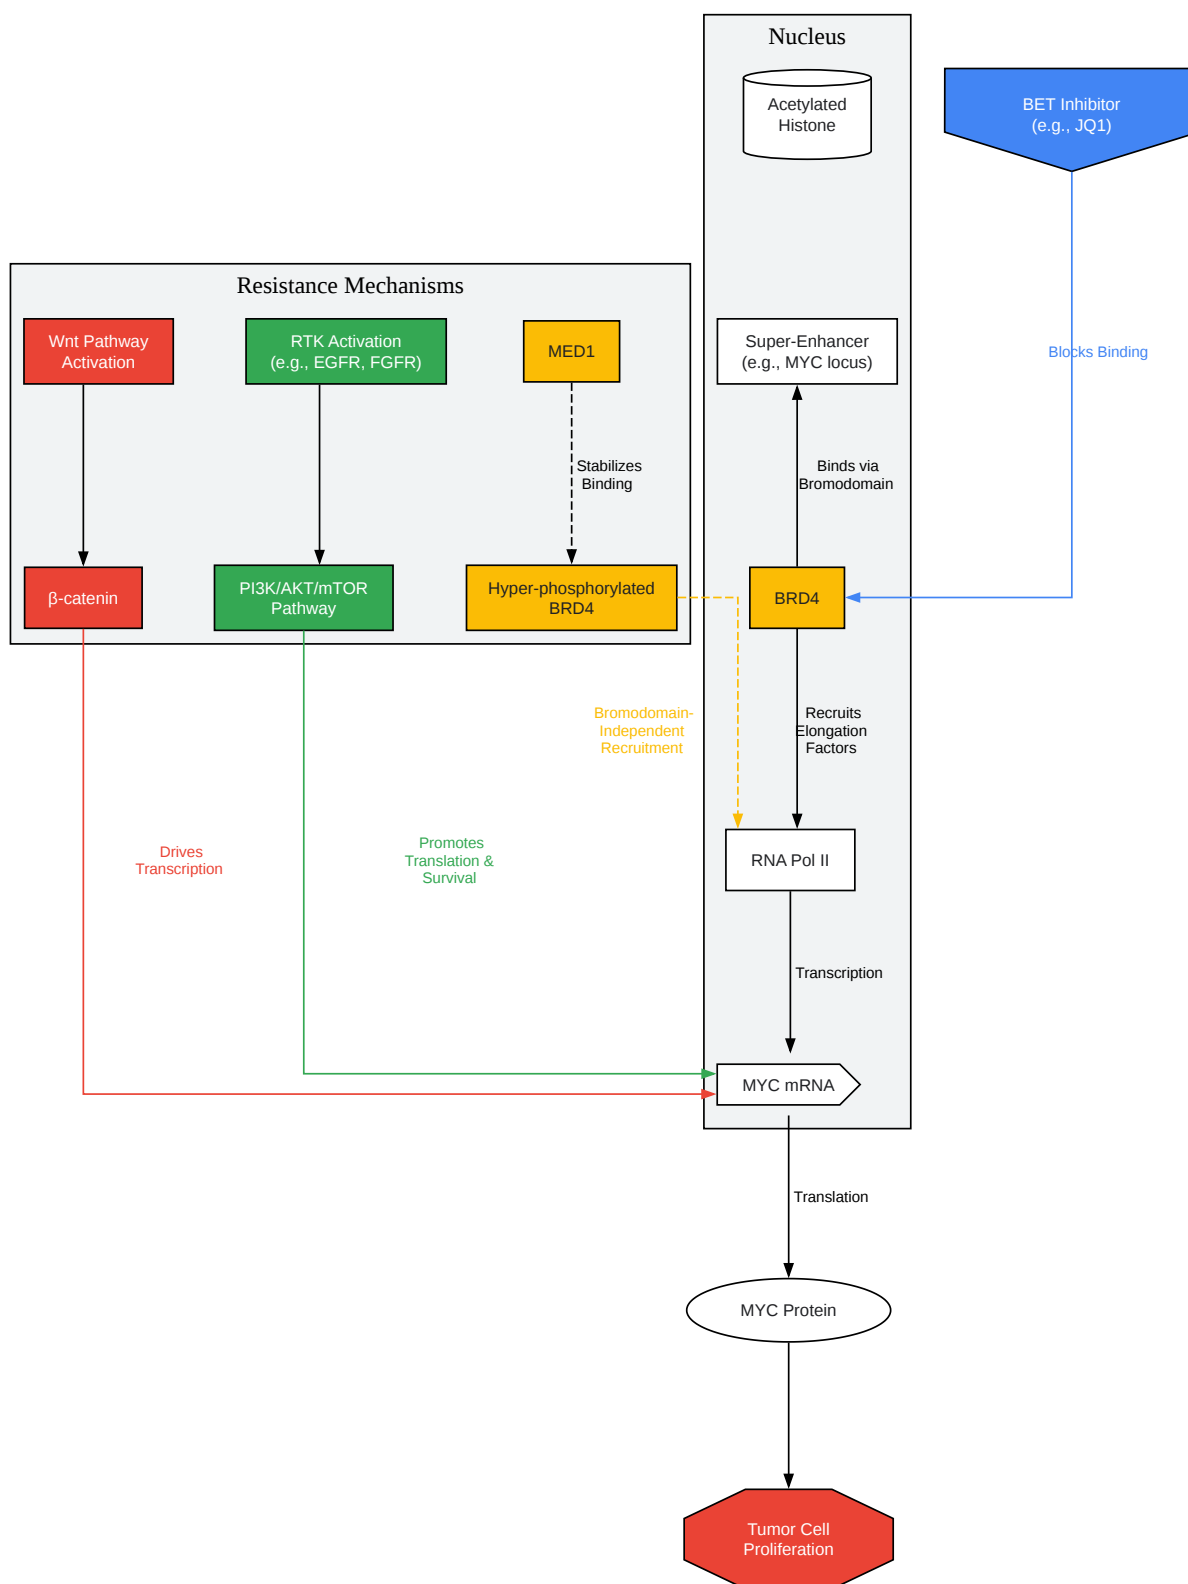 Nucleus
Acetylated
Histone
BET Inhibitor
(e.g., JQ1)
Resistance Mechanisms
Wnt Pathway
Activation
RTK Activation
(e.g., EGFR, FGFR)
MED1
Super-Enhancer
(e.g., MYC locus)
Blocks Binding
Stabilizes
Binding
Binds via
Bromodomain
β-catenin
PI3K/AKT/mTOR
Pathway
Hyper-phosphorylated
BRD4
BRD4
Bromodomain-
Independent
Recruitment
Recruits
Elongation
Factors
Drives
Transcription
Promotes
Translation &
Survival
RNA Pol II
Transcription
MYC mRNA
Translation
MYC Protein
Tumor Cell
Proliferation